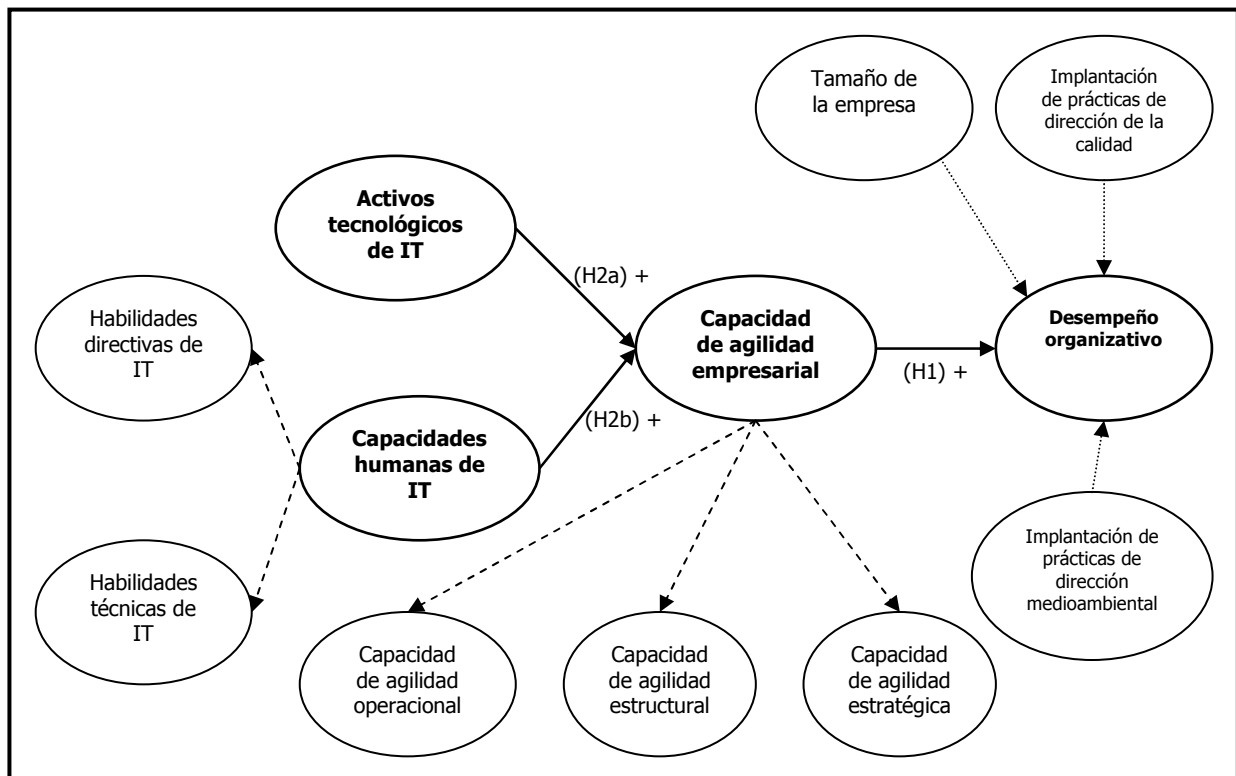 Tamaño de
la empresa
Implantación
de prácticas de
dirección de la
calidad
Activos
tecnológicos
de IT
(H2a) +
Habilidades
directivas de
IT
Capacidad
de agilidad
empresarial
(H1) +
Desempeño
organizativo
(H2b) +
Capacidades
humanas de
IT
Habilidades
técnicas de
IT
Implantación de
prácticas de
dirección
medioambiental
Capacidad
de agilidad
operacional
Capacidad
de agilidad
estructural
Capacidad
de agilidad
estratégica